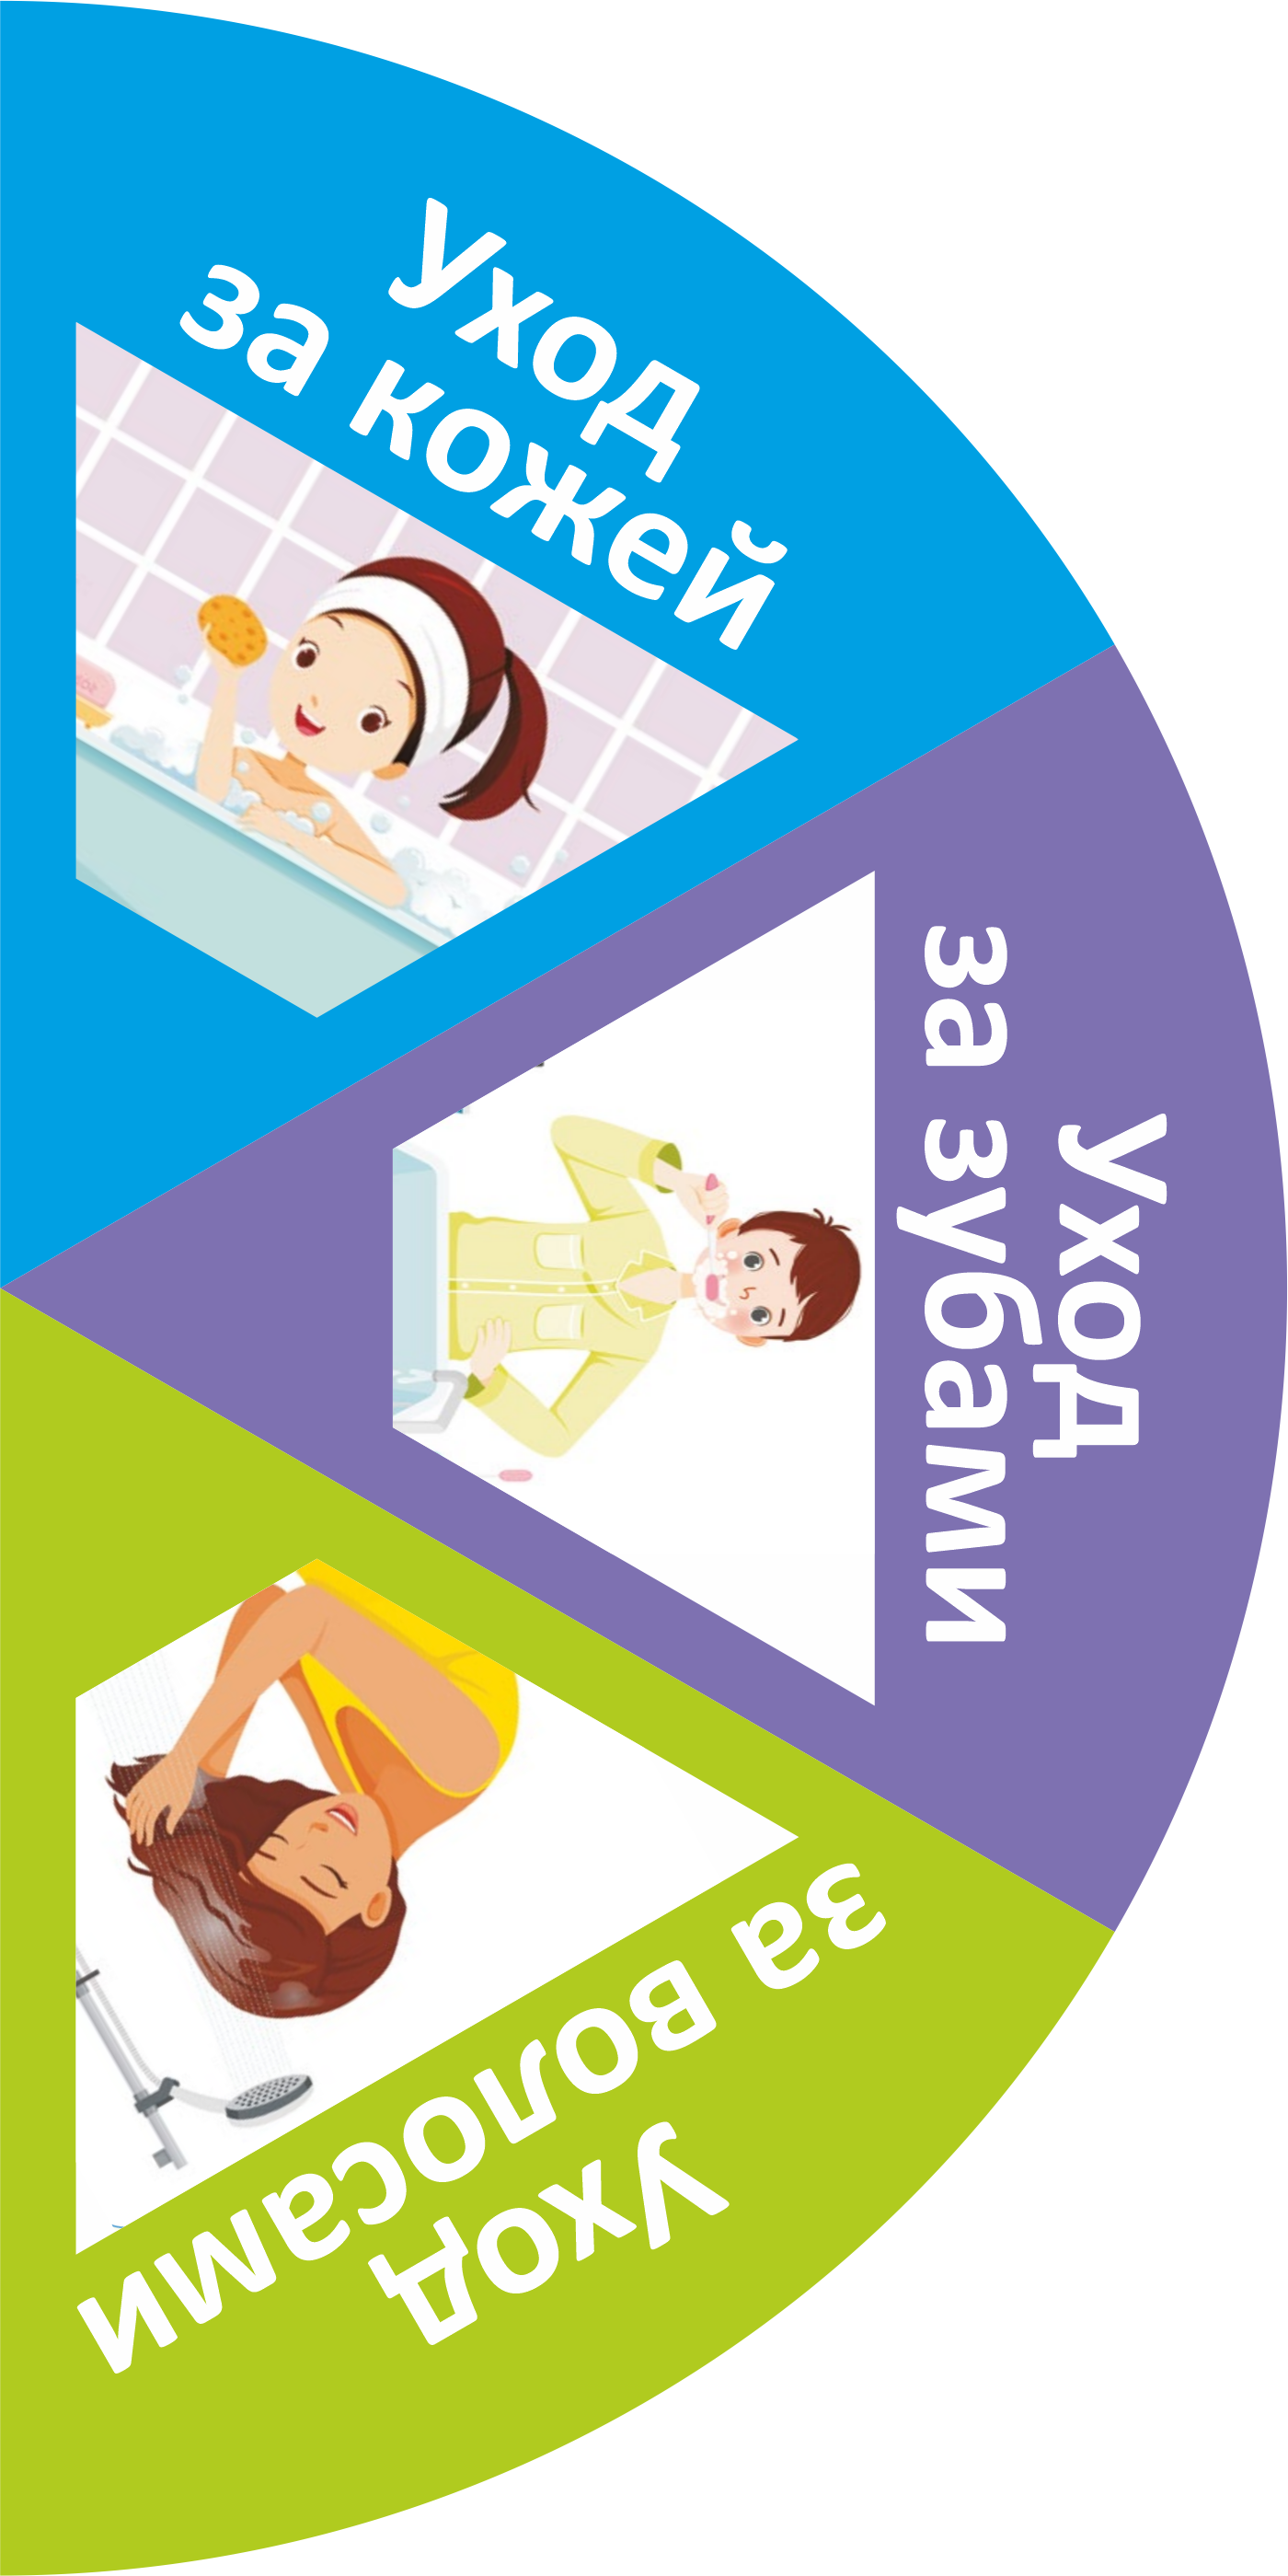 Уход
за кожей
Уход
за зубами
Уход
за волосами